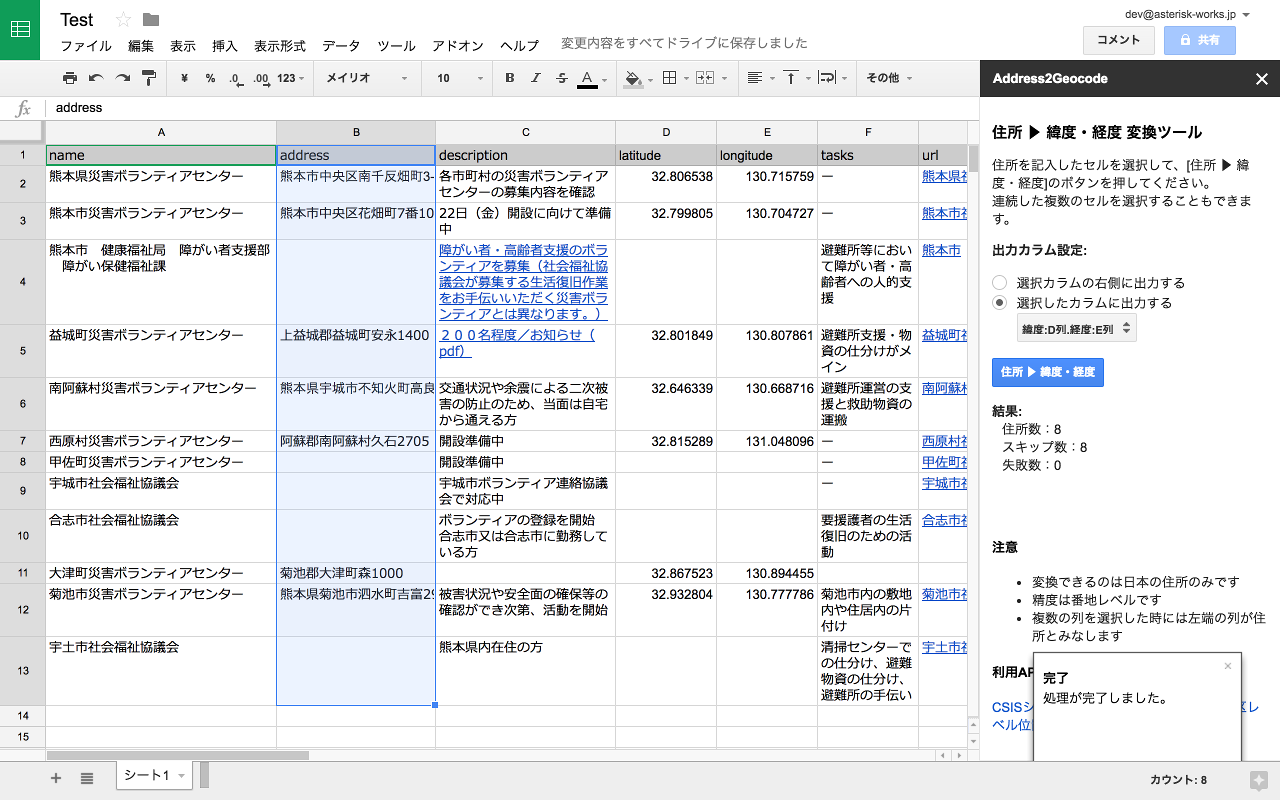 Test
dev@asterisk-works.jp
ファイル 編集 表示 挿入 表示形式 データ ツール アドオン ヘルプ 変更内容をすべてドライブに保存しました
コメント 共有
¥ % .0 .00 123 メイリオ 10 B I S A その他
fx address
A B C D E F
1 name address description latitude longitude tasks url
2 熊本県災害ボランティアセンター 熊本市中央区南千反畑町3- 各市町村の災害ボランティア 32.806538 130.715759 ー 熊本県社
センターの募集内容を確認
3 熊本市災害ボランティアセンター 熊本市中央区花畑町7番10 22日（金）開設に向けて準備 32.799805 130.704727 ー 熊本市社
中
4 熊本市　健康福祉局　障がい者支援部 障がい者・高齢者支援のボラ 避難所等におい 熊本市
障がい保健福祉課 ンティアを募集（社会福祉協 て障がい者・高
議会が募集する生活復旧作業 齢者への人的支
をお手伝いいただく災害ボラ 援
ンティアとは異なります。）
5 益城町災害ボランティアセンター 上益城郡益城町安永1400 ２００名程度／お知らせ（ 32.801849 130.807861 避難所支援・物 益城町社
pdf） 資の仕分けがメ
イン
6 南阿蘇村災害ボランティアセンター 熊本県宇城市不知火町高良 交通状況や余震による二次被 32.646339 130.668716 避難所運営の支 南阿蘇村
害の防止のため、当面は自宅 援と救助物資の
から通える方 運搬
7 西原村災害ボランティアセンター 阿蘇郡南阿蘇村久石2705 開設準備中 32.815289 131.048096 ー 西原村社
8 甲佐町災害ボランティアセンター 開設準備中 ー 甲佐町社
9 宇城市社会福祉協議会 宇城市ボランティア連絡協議 ー 宇城市社
会で対応中
10 合志市社会福祉協議会 ボランティアの登録を開始 要援護者の生活 合志市社
合志市又は合志市に勤務して 復旧のための活
いる方 動
11 大津町災害ボランティアセンター 菊池郡大津町森1000 32.867523 130.894455
12 菊池市災害ボランティアセンター 熊本県菊池市泗水町吉富29 被害状況や安全面の確保等の 32.932804 130.777786 菊池市内の敷地 菊池市社
確認ができ次第、活動を開始 内や住居内の片
付け
13 宇土市社会福祉協議会 熊本県内在住の方 清掃センターで 宇土市社
の仕分け、避難
物資の仕分け、
避難所の手伝い
14
15
シート1
カウント: 8
Address2Geocode
住所 ▶ 緯度・経度 変換ツール
住所を記入したセルを選択して、[住所 ▶ 緯
度・経度]のボタンを押してください。
連続した複数のセルを選択することもできま
す。
出力カラム設定:
選択カラムの右側に出力する
選択したカラムに出力する
緯度:D列,経度:E列
住所 ▶ 緯度・経度
結果:
住所数：8
スキップ数：8
失敗数：0
注意
• 変換できるのは日本の住所のみです
• 精度は番地レベルです
• 複数の列を選択した時には左端の列が住
所とみなします
利用AP
CSISシ
レベル位
区レ
完了
処理が完了しました。